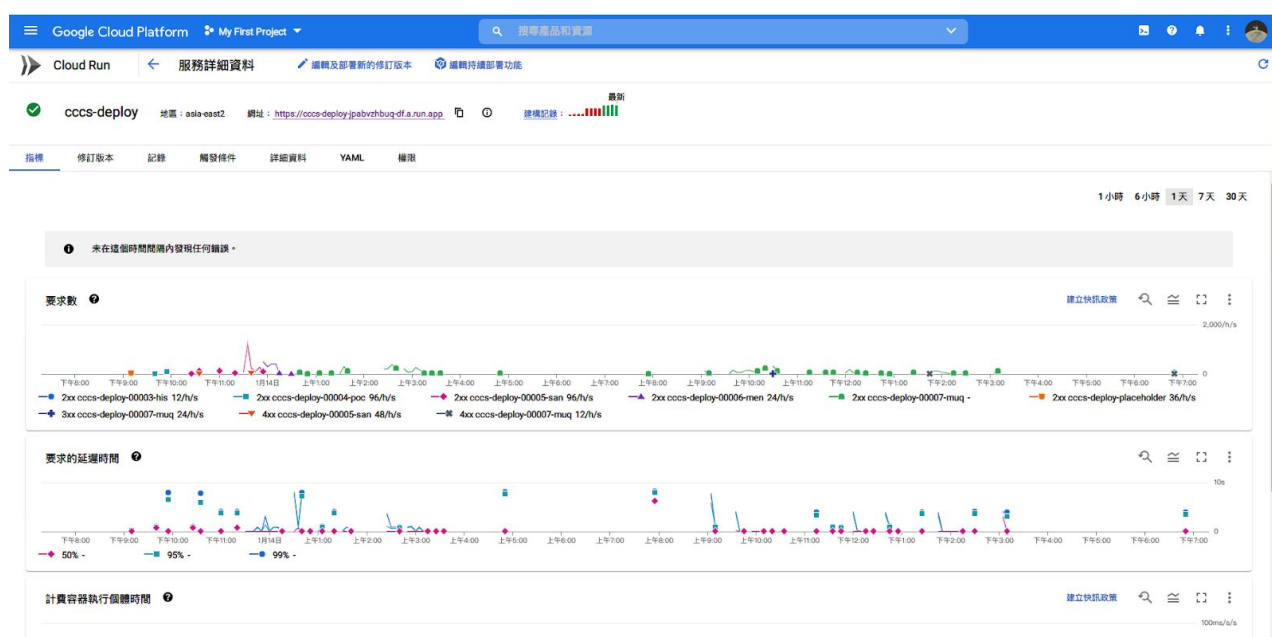 Google Cloud Platform My First Project 搜尋產品和資源
Cloud Run 服務詳細資料 編輯及部署新的修訂版本 編輯持續部署功能
最新
cccs-deploy 地區：asia-east2 網址：https://cccs-deploy-jpabvzhbuq-df.a.run.app 建構記錄：
指標 修訂版本 記錄 觸發條件 詳細資料 YAML 權限
1 小時 6 小時 1 天 7 天 30 天
未在這個時間間隔內發現任何錯誤。
要求數 建立快訊政策
2,000/h/s
0
下午8:00 下午9:00 下午10:00 下午11:00 1月14日 上午1:00 上午2:00 上午3:00 上午4:00 上午5:00 上午6:00 上午7:00 上午8:00 上午9:00 上午10:00 上午11:00 下午12:00 下午1:00 下午2:00 下午3:00 下午4:00 下午5:00 下午6:00 下午7:00
2xx cccs-deploy-00003-his 12/h/s 2xx cccs-deploy-00004-poc 96/h/s 2xx cccs-deploy-00005-san 96/h/s 2xx cccs-deploy-00006-men 24/h/s 2xx cccs-deploy-00007-muq - 2xx cccs-deploy-placeholder 36/h/s
3xx cccs-deploy-00007-muq 24/h/s 4xx cccs-deploy-00005-san 48/h/s 4xx cccs-deploy-00007-muq 12/h/s
要求的延遲時間
10s
0
下午8:00 下午9:00 下午10:00 下午11:00 1月14日 上午1:00 上午2:00 上午3:00 上午4:00 上午5:00 上午6:00 上午7:00 上午8:00 上午9:00 上午10:00 上午11:00 下午12:00 下午1:00 下午2:00 下午3:00 下午4:00 下午5:00 下午6:00 下午7:00
50% - 95% - 99% -
計費容器執行個體時間 建立快訊政策
100ms/s/s